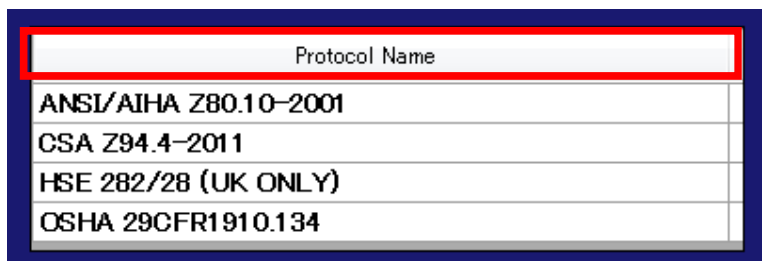 Protocol Name
ANSI/AIHA Z80.10-2001
CSA Z94.4-2011
HSE 282/28 (UK ONLY)
OSHA 29CFR1910.134